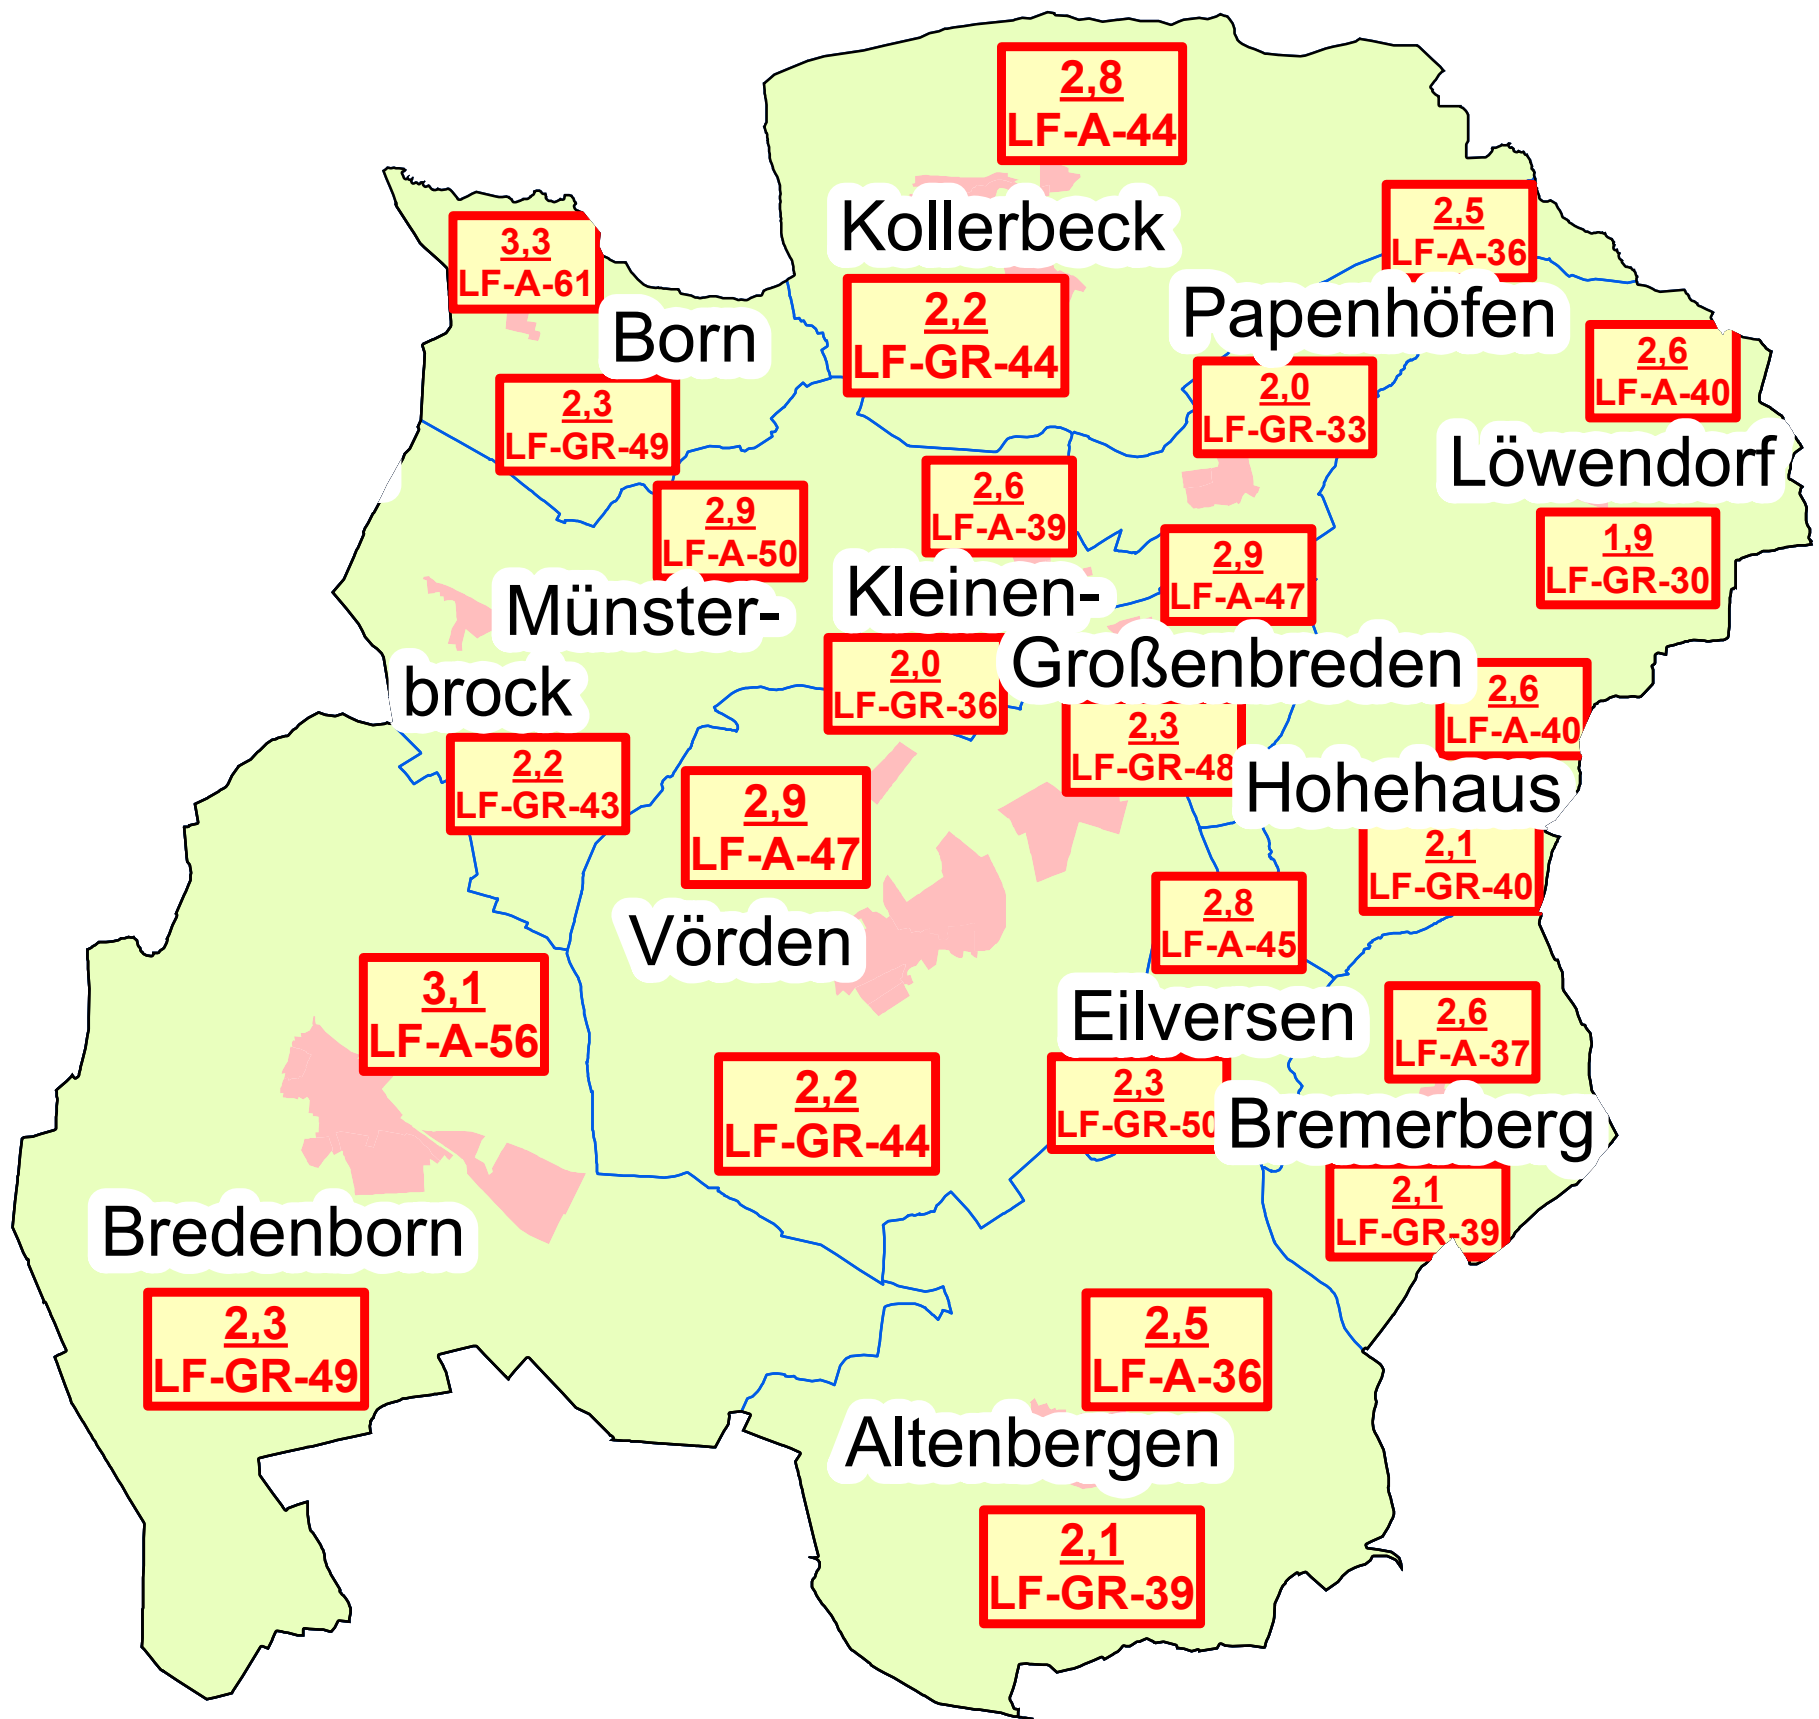 2,8
LF-A-44
Kollerbeck
2,2
LF-GR-44
3,3
LF-A-61
Born
2,3
LF-GR-49
2,5
LF-A-36
Papenhöfen
2,0
LF-GR-33
2,6
LF-A-40
Löwendorf
1,9
LF-GR-30
2,9
LF-A-50
Münster-
brock
2,2
LF-GR-43
2,6
LF-A-39
Kleinen-
2,0
LF-GR-36
2,9
LF-A-47
Großenbreden
2,3
LF-GR-48
2,6
LF-A-40
Hohehaus
2,1
LF-GR-40
2,9
LF-A-47
Vörden
2,2
LF-GR-44
2,8
LF-A-45
Eilversen
2,3
LF-GR-50
2,6
LF-A-37
Bremerberg
2,1
LF-GR-39
3,1
LF-A-56
Bredenborn
2,3
LF-GR-49
2,5
LF-A-36
Altenbergen
2,1
LF-GR-39